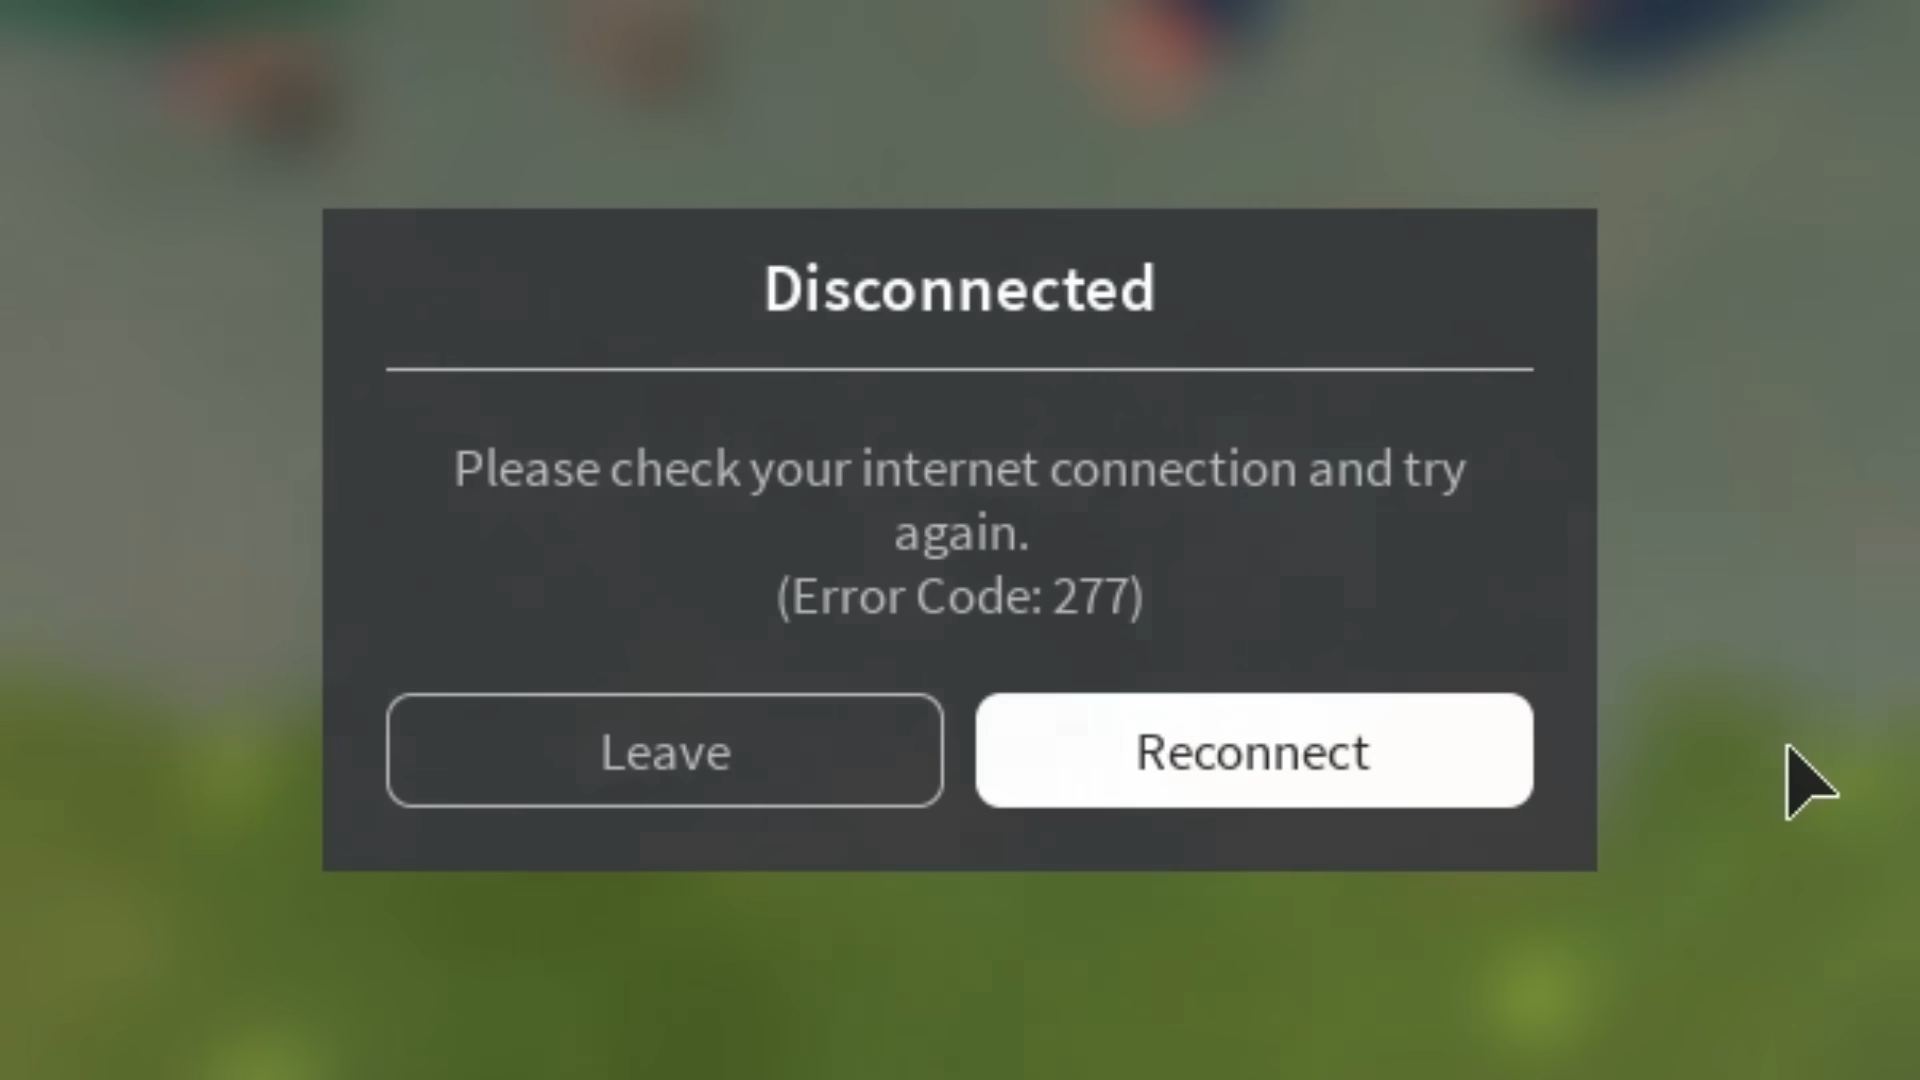 Disconnected
Please check your internet connection and try
again.
(Error Code: 277)
Leave
Reconnect